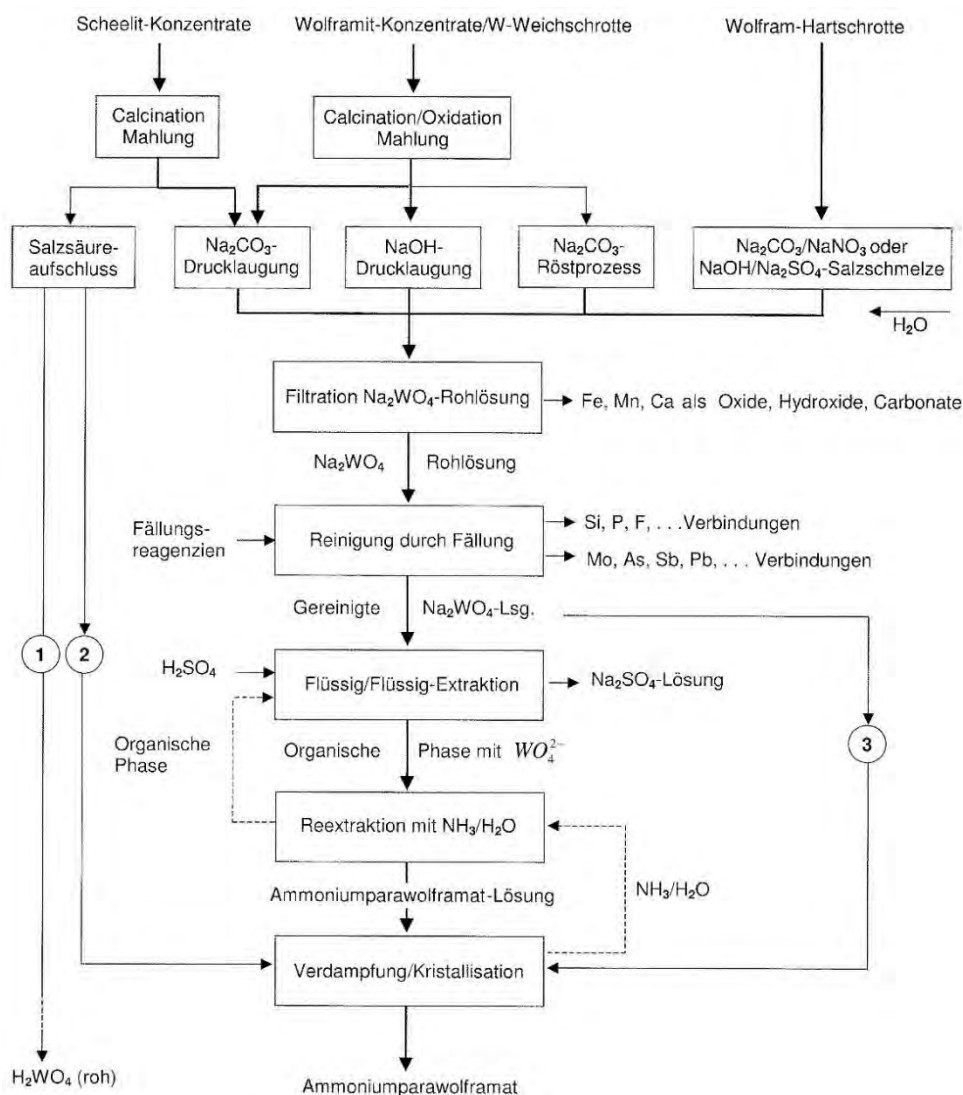 Scheelit-Konzentrate
Wolframit-Konzentrate/W-Weichschrotte
Wolfram-Hartschrotte
Calcination
Mahlung
Calcination/Oxidation
Mahlung
Salzsäure-
aufschluss
Na₂CO₃-
Drucklaugung
NaOH-
Drucklaugung
Na₂CO₃-
Röstprozess
Na₂CO₃/NaNO₃ oder
NaOH/Na₂SO₄-Salzschmelze
H₂O
Filtration Na₂WO₄-Rohlösung
Fe, Mn, Ca als Oxide, Hydroxide, Carbonate
Na₂WO₄ Rohlösung
Fällungs-
reagenzien
Reinigung durch Fällung
Si, P, F, . . . Verbindungen
Mo, As, Sb, Pb, . . . Verbindungen
Gereinigte Na₂WO₄-Lsg.
1
2
H₂SO₄
Flüssig/Flüssig-Extraktion
Na₂SO₄-Lösung
Organische
Phase
Organische Phase mit WO₄²⁻
3
Reextraktion mit NH₃/H₂O
Ammoniumparawolframat-Lösung
NH₃/H₂O
Verdampfung/Kristallisation
H₂WO₄ (roh)
Ammoniumparawolframat